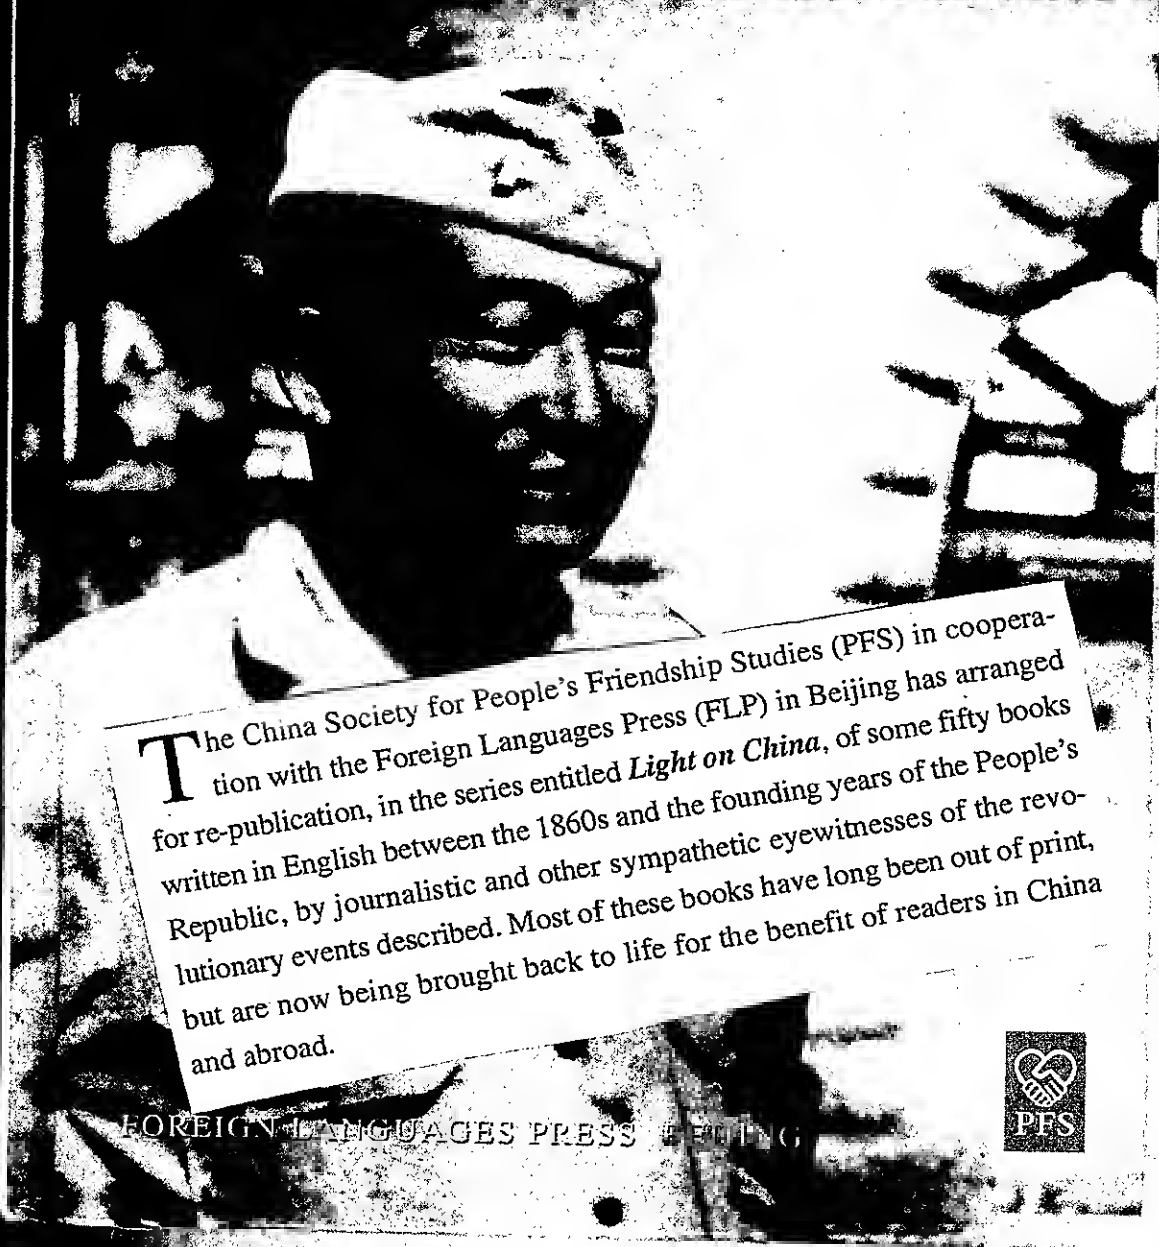 The China Society for People's Friendship Studies (PFS) in coopera-
tion with the Foreign Languages Press (FLP) in Beijing has arranged
for re-publication, in the series entitled Light on China, of some fifty books
written in English between the 1860s and the founding years of the People's
Republic, by journalistic and other sympathetic eyewitnesses of the revo-
lutionary events described. Most of these books have long been out of print,
but are now being brought back to life for the benefit of readers in China
and abroad.
FOREIGN LANGUAGES PRESS BEIJING
PFS